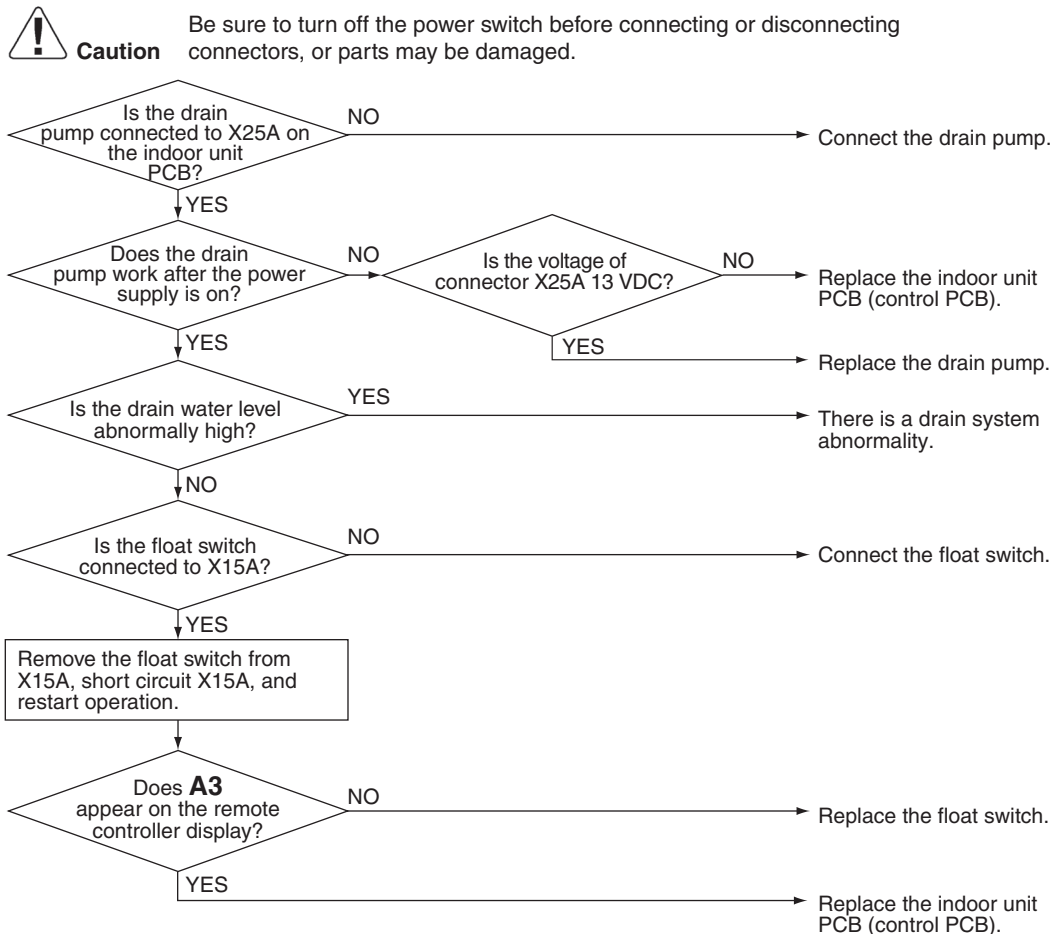 Be sure to turn off the power switch before connecting or disconnecting
Caution connectors, or parts may be damaged.
Is the drain
pump connected to X25A on
the indoor unit
PCB?
NO
Connect the drain pump.
YES
Does the drain
pump work after the power
supply is on?
NO
Is the voltage of
connector X25A 13 VDC?
NO
Replace the indoor unit
PCB (control PCB).
YES
Replace the drain pump.
YES
Is the drain water level
abnormally high?
YES
There is a drain system
abnormality.
NO
Is the float switch
connected to X15A?
NO
Connect the float switch.
YES
Remove the float switch from
X15A, short circuit X15A, and
restart operation.
Does A3
appear on the remote
controller display?
NO
Replace the float switch.
YES
Replace the indoor unit
PCB (control PCB).